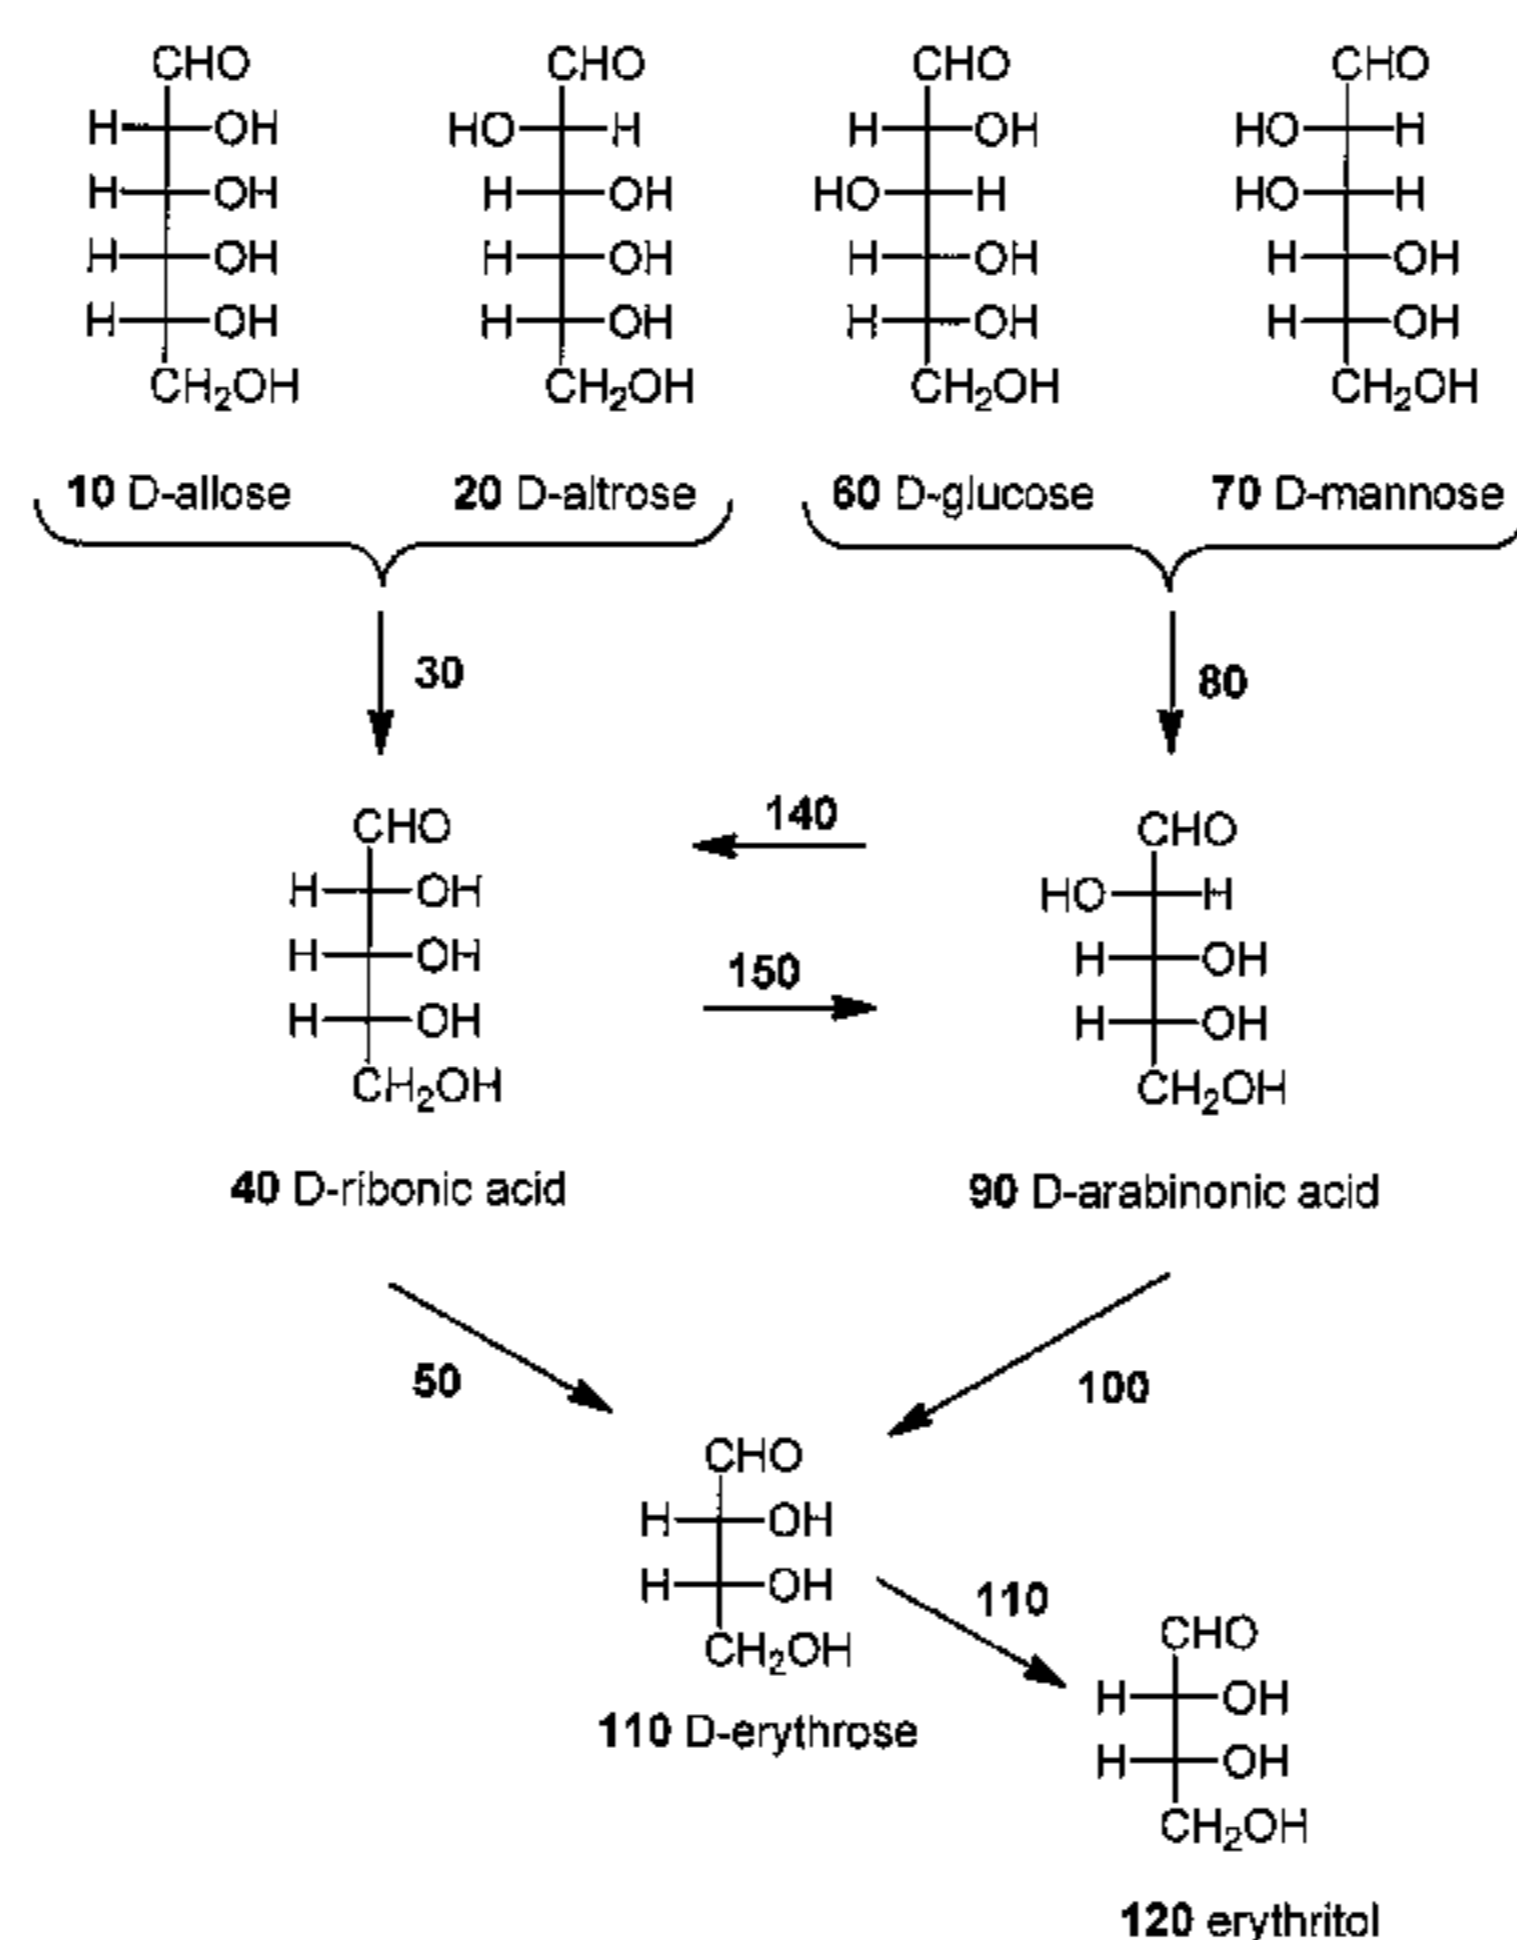 CHO CHO CHO CHO
H OH HO H H OH HO H
H OH H OH HO H HO H
H OH H OH H OH H OH
H OH H OH H OH H OH
CH₂OH CH₂OH CH₂OH CH₂OH
10 D-allose 20 D-altrose 60 D-glucose 70 D-mannose
30 80
140
CHO CHO
H OH HO H
H OH 150 H OH
H OH H OH
CH₂OH CH₂OH
40 D-ribonic acid 90 D-arabinonic acid
50 100
CHO
H OH
H OH 110
CH₂OH CHO
H OH
110 D-erythrose
H OH
CH₂OH
120 erythritol